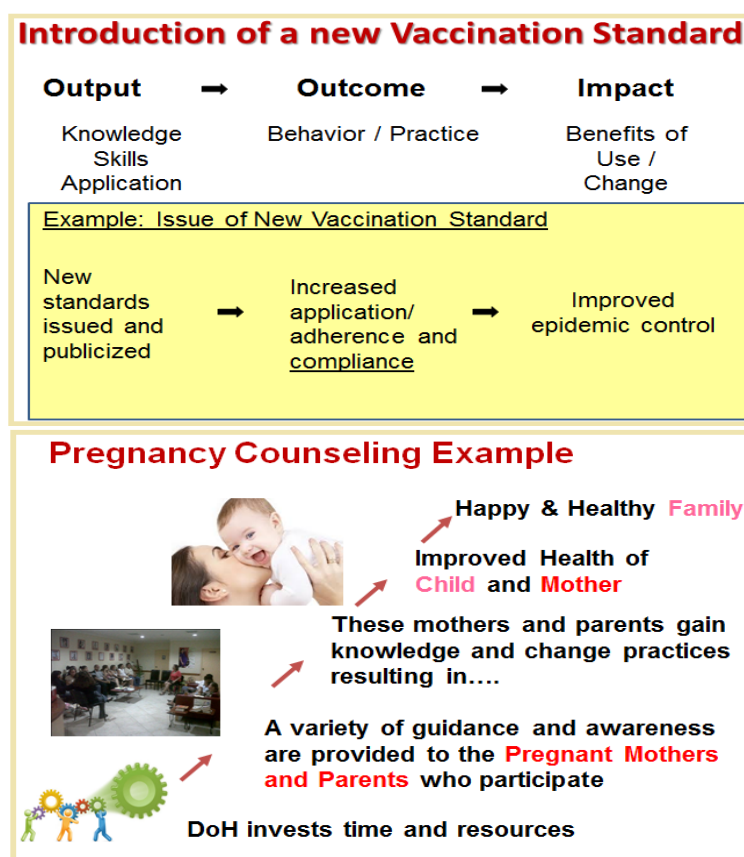 Introduction of a new Vaccination Standard
Output Outcome Impact
Knowledge
Skills
Application
Behavior / Practice
Benefits of
Use /
Change
Example: Issue of New Vaccination Standard
New
standards
issued and
publicized
Increased
application/
adherence and
compliance
Improved
epidemic control
Pregnancy Counseling Example
Happy & Healthy Family
Improved Health of
Child and Mother
These mothers and parents gain
knowledge and change practices
resulting in....
A variety of guidance and awareness
are provided to the Pregnant Mothers
and Parents who participate
DoH invests time and resources